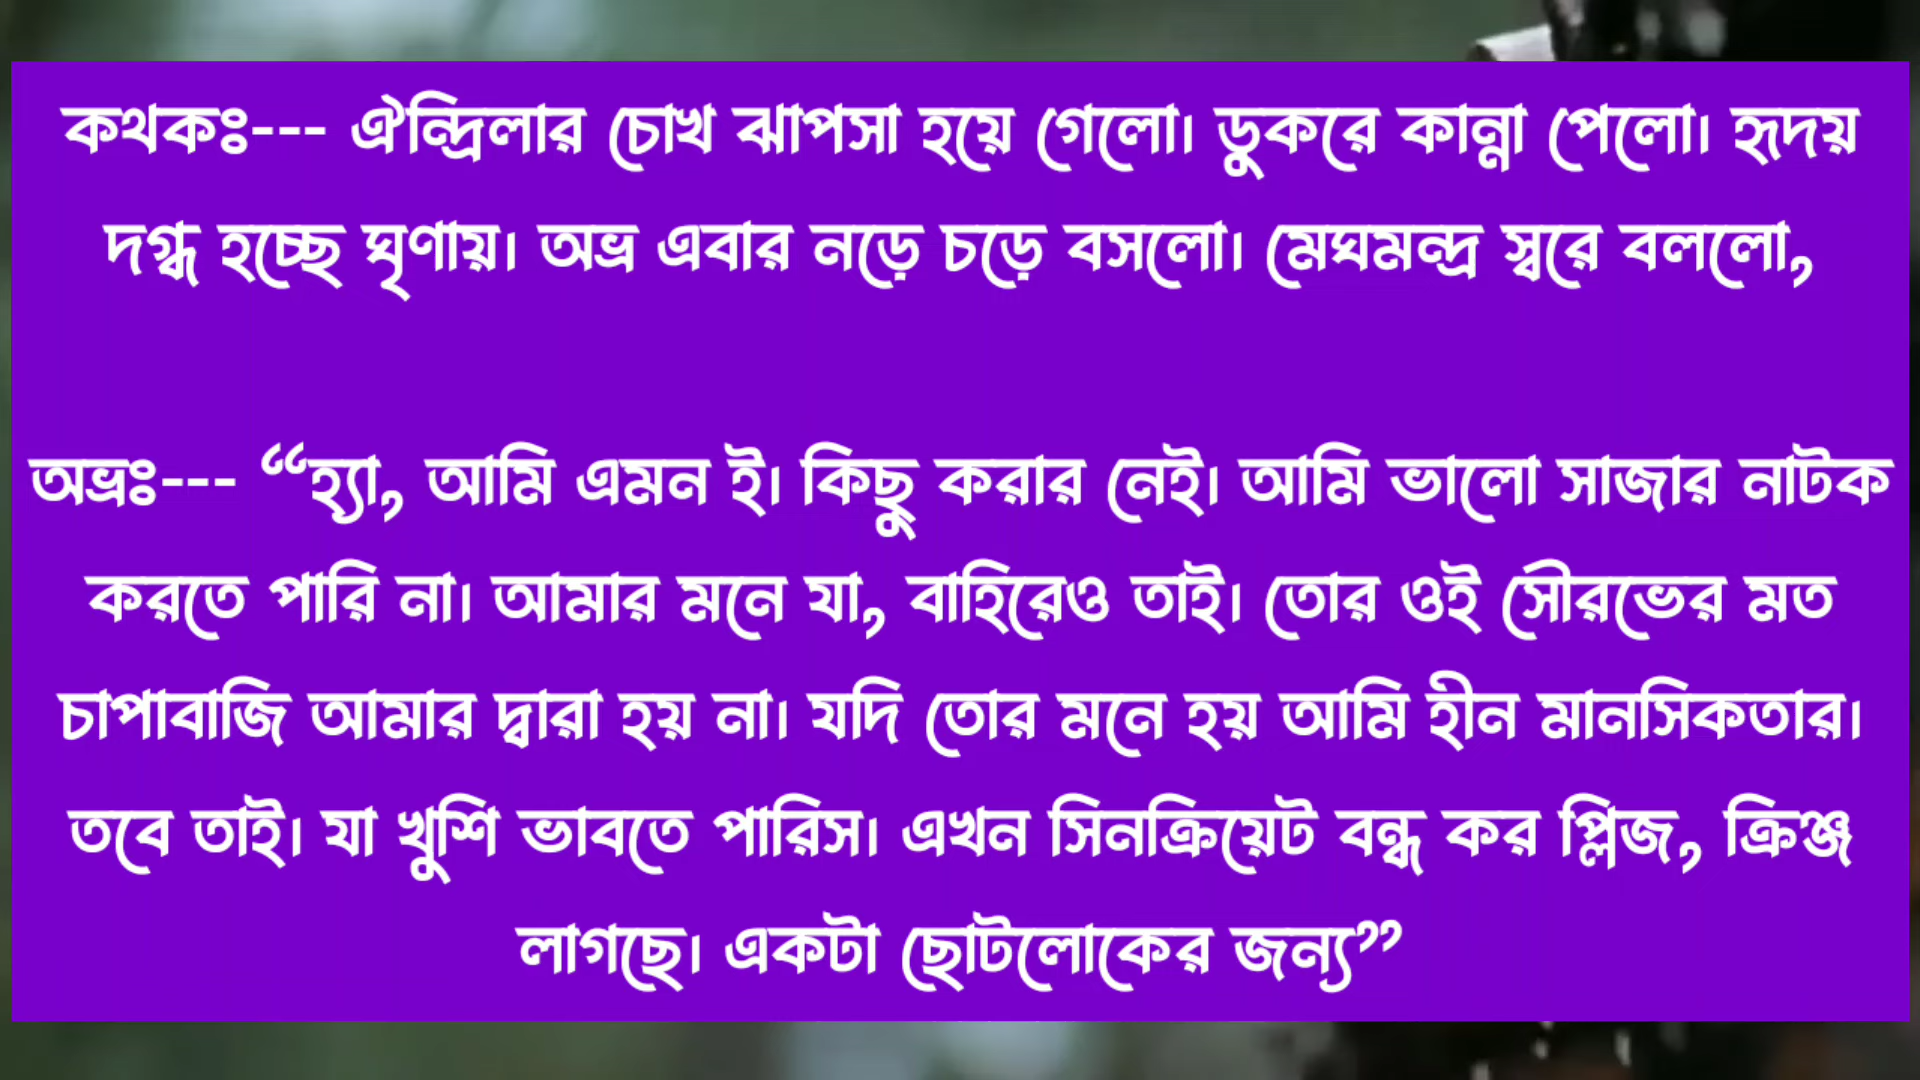 কথকঃ--- ঐন্দ্রিলার চোখ ঝাপসা হয়ে গেলো। ডুকরে কান্না পেলো। হৃদয়
দগ্ধ হচ্ছে ঘৃণায়। অভ্র এবার নড়ে চড়ে বসলো। মেঘমন্দ্র স্বরে বললো,
অভ্রঃ--- “হ্যা, আমি এমন ই। কিছু করার নেই। আমি ভালো সাজার নাটক
করতে পারি না। আমার মনে যা, বাহিরেও তাই। তোর ওই সৌরভের মত
চাপাবাজি আমার দ্বারা হয় না। যদি তোর মনে হয় আমি হীন মানসিকতার।
তবে তাই। যা খুশি ভাবতে পারিস। এখন সিনক্রিয়েট বন্ধ কর প্লিজ, ক্রিঞ্জ
লাগছে। একটা ছোটলোকের জন্য”